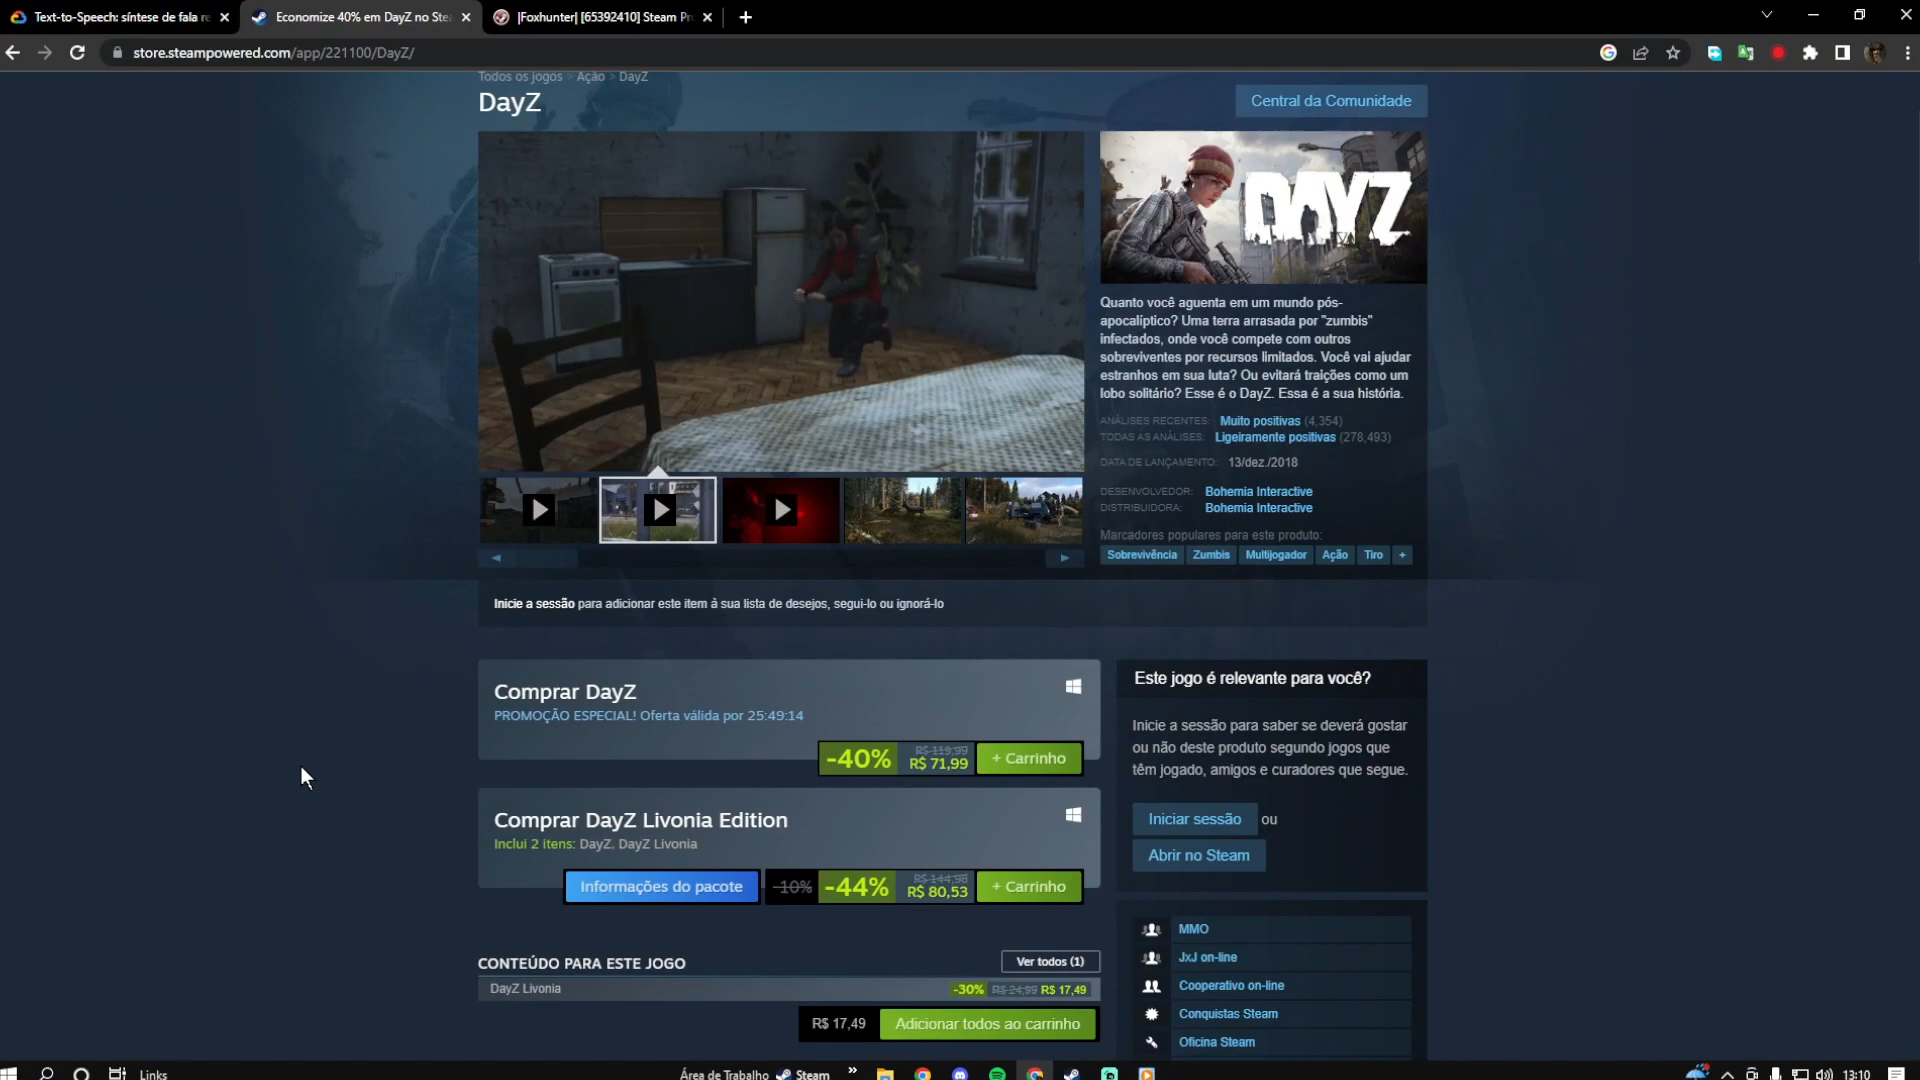 Text-to-Speech: síntese de fala re
Economize 40% em DayZ no Stea
|Foxhunter| [65392410] Steam Pr
store.steampowered.com/app/221100/DayZ/
Todos os jogos > Ação > DayZ
DayZ
Central da Comunidade
DAYZ
Quanto você aguenta em um mundo pós-
apocalíptico? Uma terra arrasada por "zumbis"
infectados, onde você compete com outros
sobreviventes por recursos limitados. Você vai ajudar
estranhos em sua luta? Ou evitará traições como um
lobo solitário? Esse é o DayZ. Essa é a sua história.
ANÁLISES RECENTES: Muito positivas (4,354)
TODAS AS ANÁLISES: Ligeiramente positivas (278,493)
DATA DE LANÇAMENTO: 13/dez./2018
DESENVOLVEDOR: Bohemia Interactive
DISTRIBUIDORA: Bohemia Interactive
Marcadores populares para este produto:
Sobrevivência Zumbis Multijogador Ação Tiro +
Inicie a sessão para adicionar este item à sua lista de desejos, segui-lo ou ignorá-lo
Comprar DayZ
PROMOÇÃO ESPECIAL! Oferta válida por 25:49:14
-40% R$ 119,99 R$ 71,99 + Carrinho
Comprar DayZ Livonia Edition
Inclui 2 itens: DayZ, DayZ Livonia
Informações do pacote -10% -44% R$ 144,98 R$ 80,53 + Carrinho
CONTEÚDO PARA ESTE JOGO Ver todos (1)
DayZ Livonia -30% R$ 24,99 R$ 17,49
R$ 17,49 Adicionar todos ao carrinho
Este jogo é relevante para você?
Inicie a sessão para saber se deverá gostar
ou não deste produto segundo jogos que
têm jogado, amigos e curadores que segue.
Iniciar sessão ou
Abrir no Steam
MMO
JxJ on-line
Cooperativo on-line
Conquistas Steam
Oficina Steam
Links Área de Trabalho Steam » 13:10